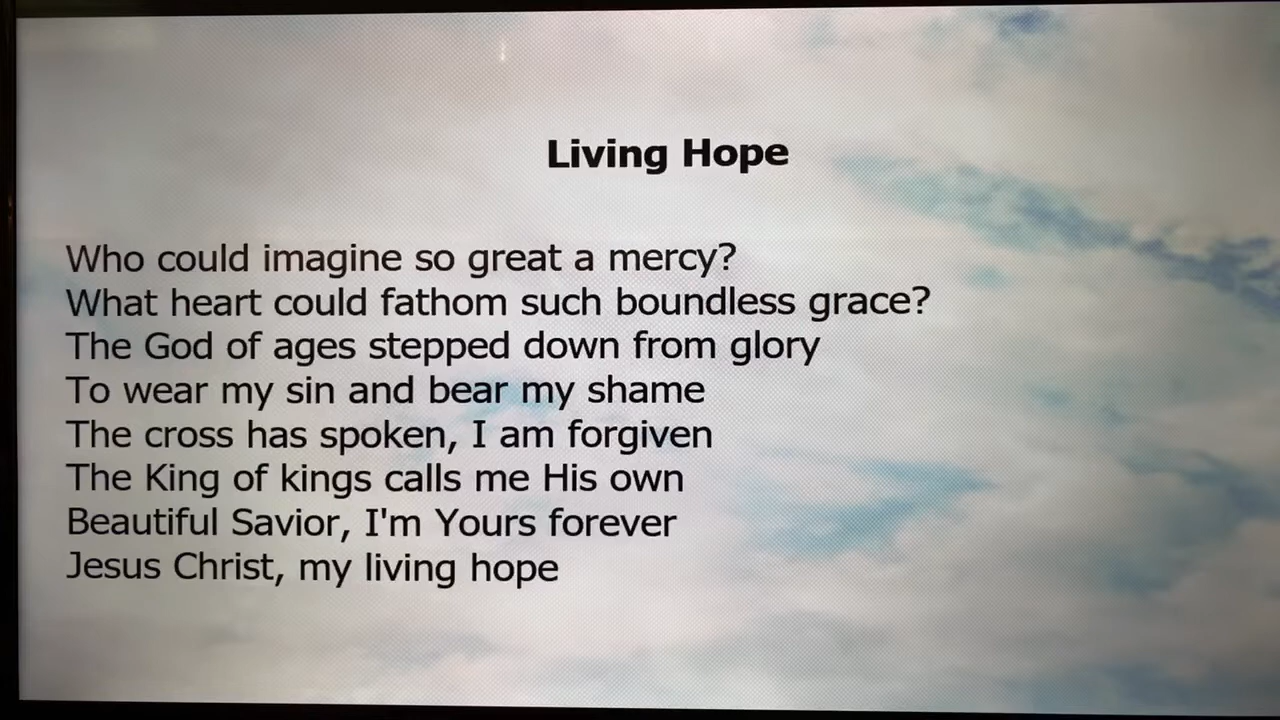 Living Hope
Who could imagine so great a mercy?
What heart could fathom such boundless grace?
The God of ages stepped down from glory
To wear my sin and bear my shame
The cross has spoken, I am forgiven
The King of kings calls me His own
Beautiful Savior, I'm Yours forever
Jesus Christ, my living hope